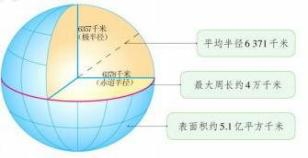 6357千米
(极半径)
平均半径6 371千米
6378千米
(赤道半径)
最大周长约4万千米
表面积约5.1亿平方千米